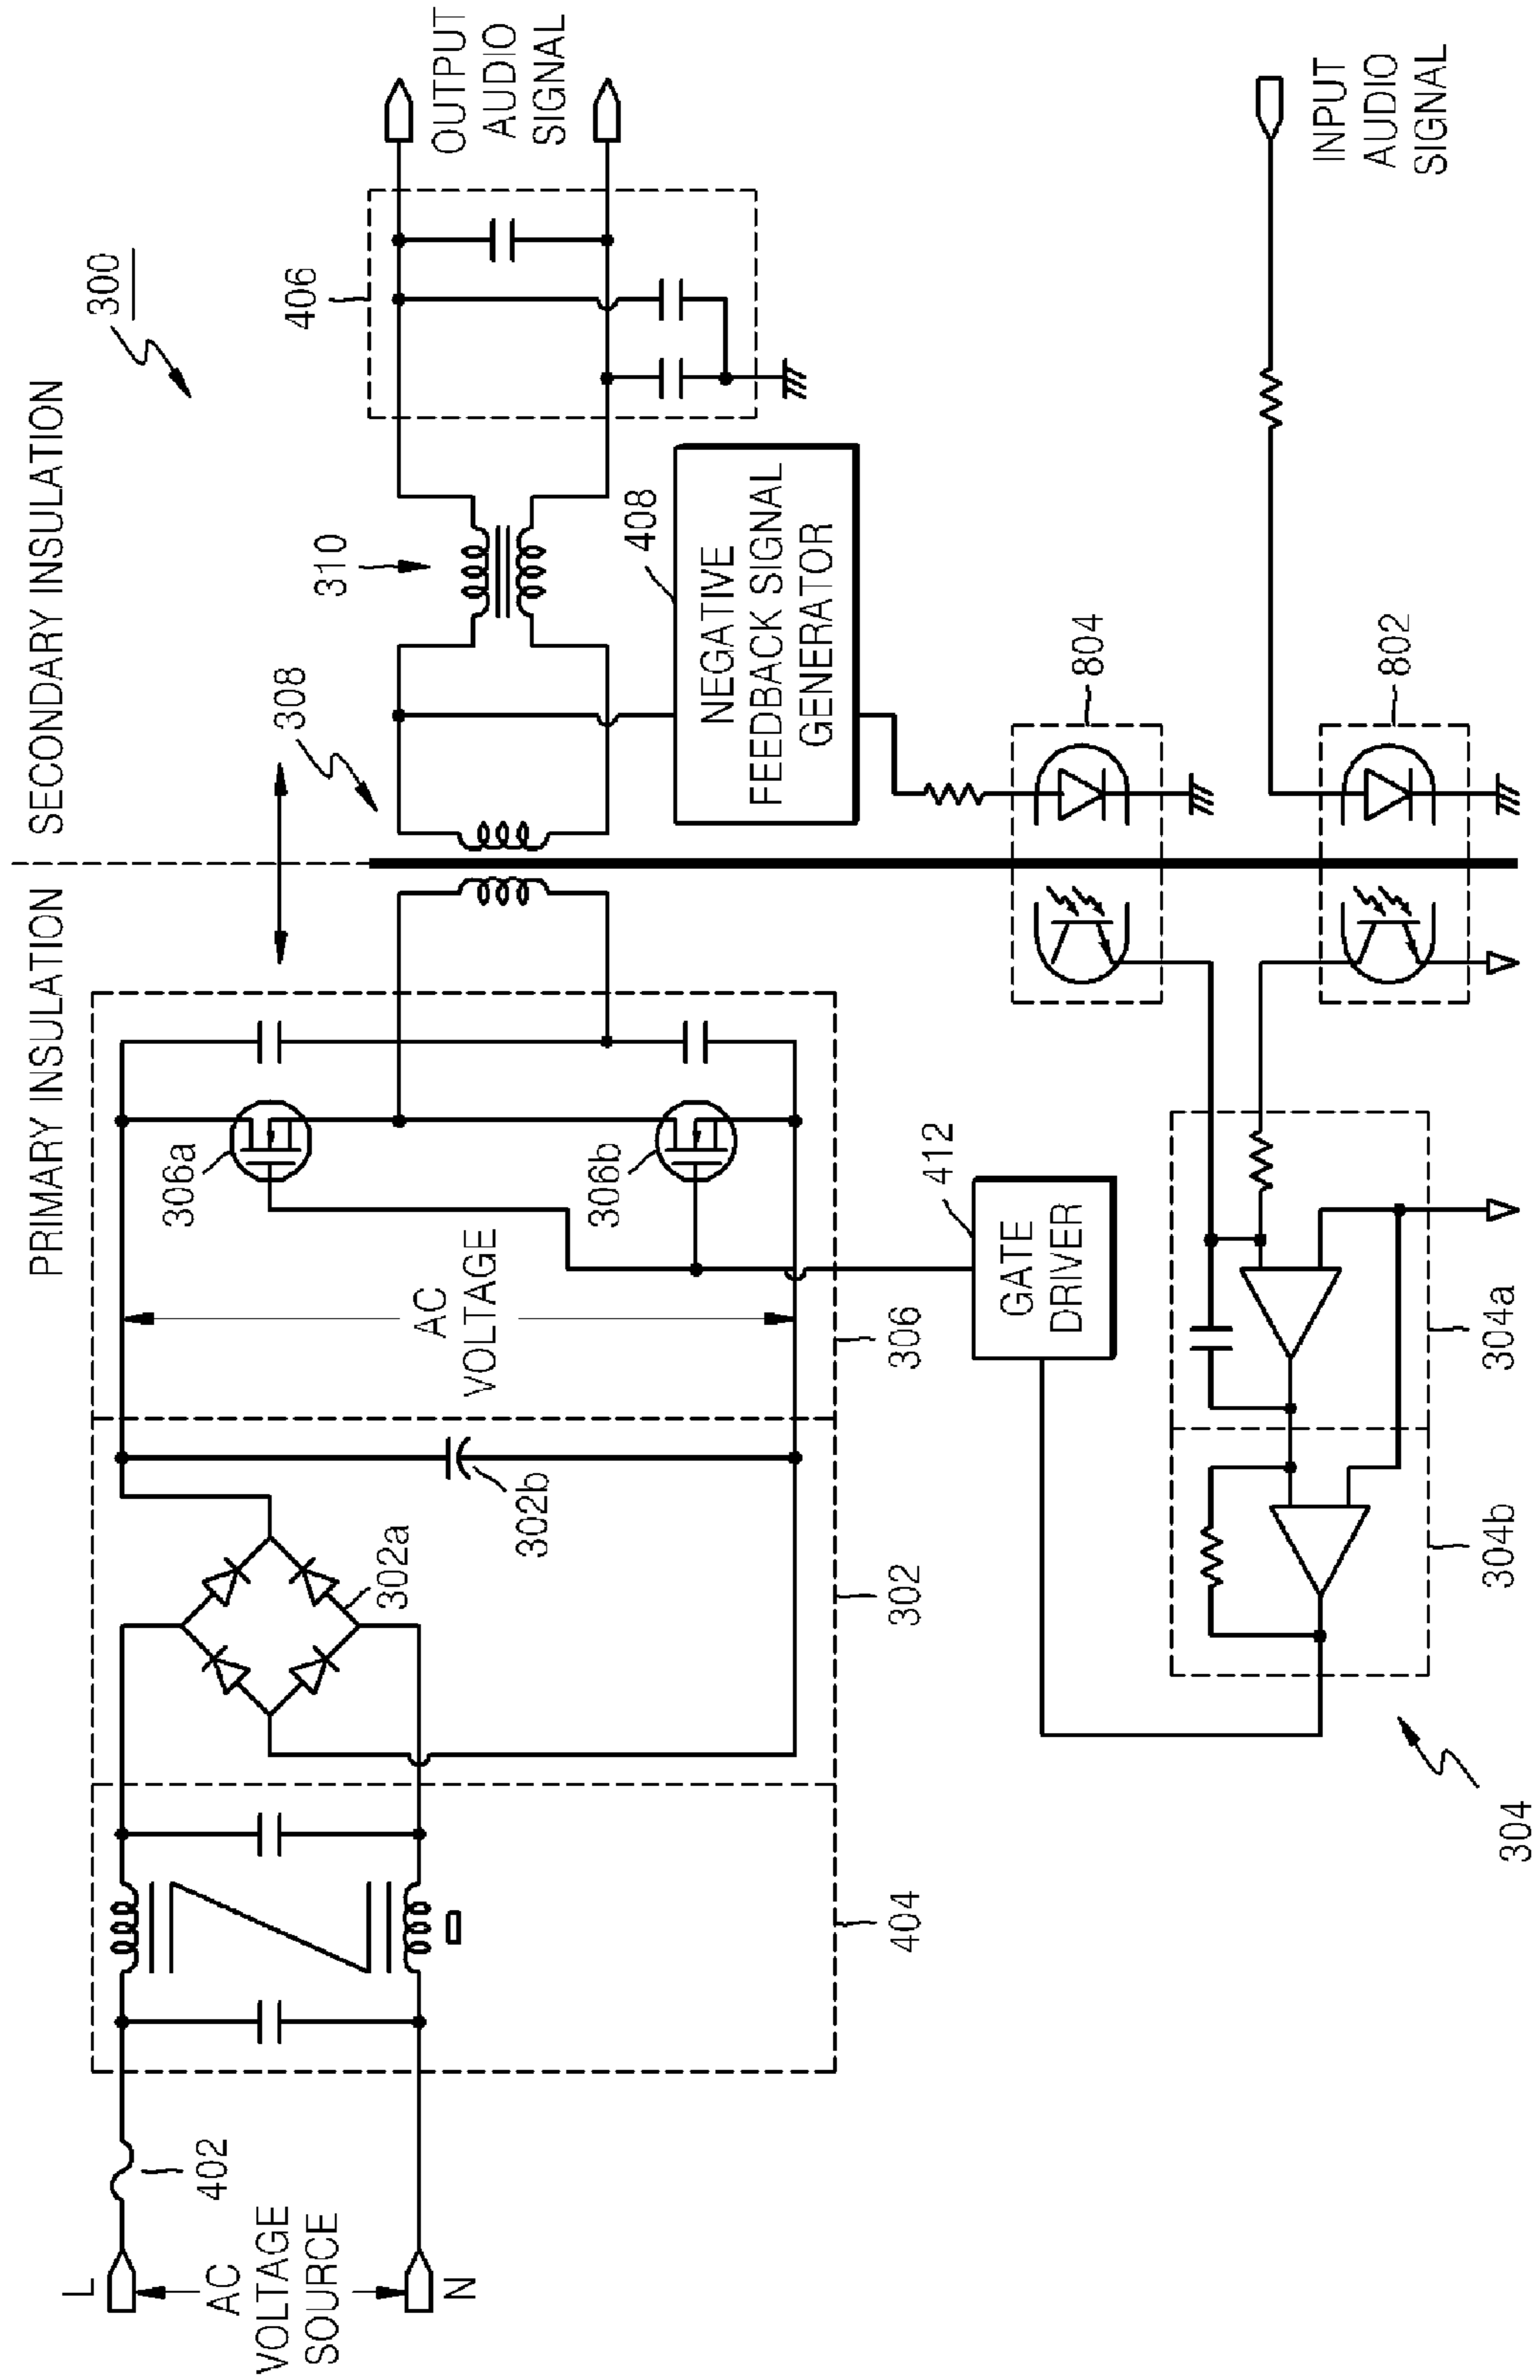 PRIMARY INSULATION
SECONDARY INSULATION
300
L
AC
VOLTAGE
SOURCE
N
402
404
302
302a
302b
306
306a
306b
AC
VOLTAGE
308
310
406
OUTPUT
AUDIO
SIGNAL
NEGATIVE
FEEDBACK SIGNAL
GENERATOR
408
GATE
DRIVER
412
804
802
304
304b
304a
INPUT
AUDIO
SIGNAL